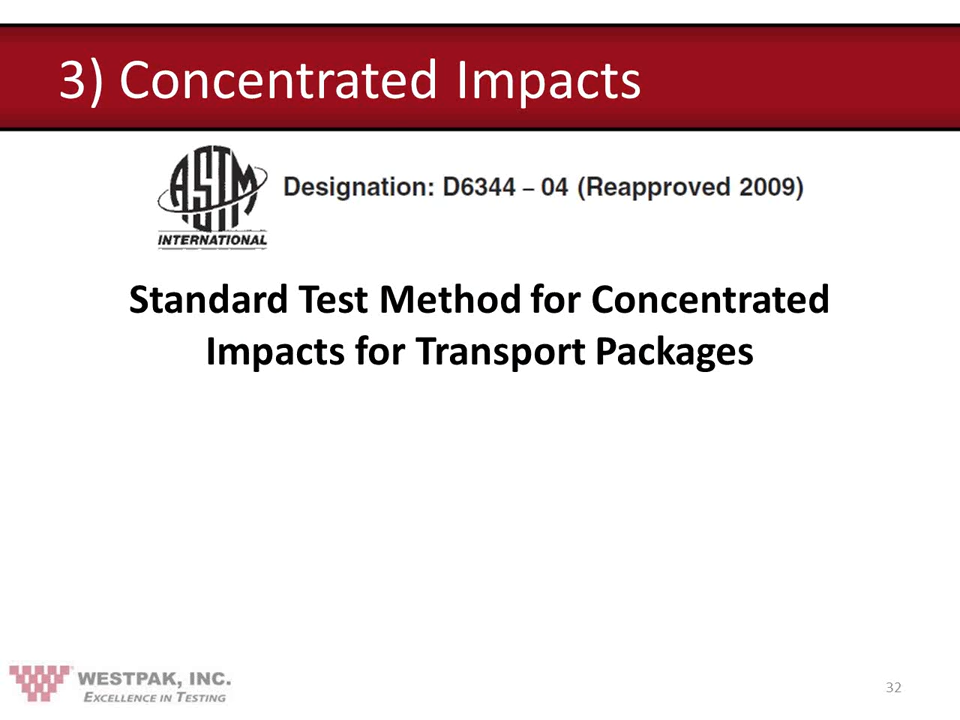 3) Concentrated Impacts
ASTM
INTERNATIONAL
Designation: D6344 – 04 (Reapproved 2009)
Standard Test Method for Concentrated
Impacts for Transport Packages
WESTPAK, INC.
EXCELLENCE IN TESTING
32